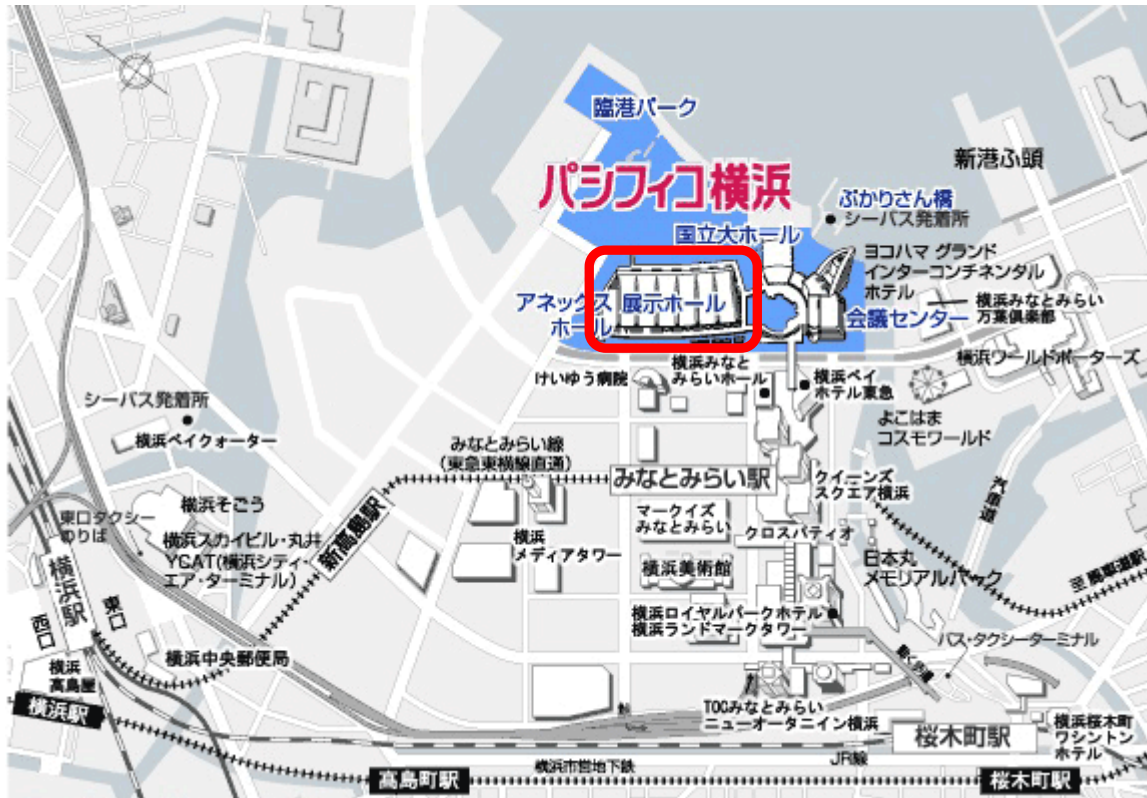 臨港パーク
パシフィコ横浜
新港ふ頭
ぷかりさん橋
シーバス発着所
国立大ホール
ヨコハマ グランド
インターコンチネンタル
ホテル
アネックス
ホール
展示ホール
会議センター
横浜みなとみらい
万葉倶楽部
横浜ワールドポーターズ
けいゆう病院
横浜みなと
みらいホール
横浜ベイ
ホテル東急
よこはま
コスモワールド
シーバス発着所
横浜ベイクォーター
みなとみらい線
（東急東横線直通）
みなとみらい駅
クイーンズ
スクエア横浜
汽車道
横浜そごう
東口タクシー
のりば
横浜スカイビル・丸井
YCAT(横浜シティ・
エア・ターミナル)
新高島駅
横浜
メディアタワー
マークイズ
みなとみらい
クロスパティオ
横浜美術館
日本丸
メモリアルパーク
至 馬車道駅
横浜駅
西口
東口
横浜ロイヤルパークホテル
横浜ランドマークタワー
バス・タクシーターミナル
動く歩道
横浜中央郵便局
横浜
高島屋
横浜駅
TOCみなとみらい
ニューオータニイン横浜
桜木町駅
横浜桜木町
ワシントン
ホテル
JR線
横浜市営地下鉄
高島町駅
桜木町駅